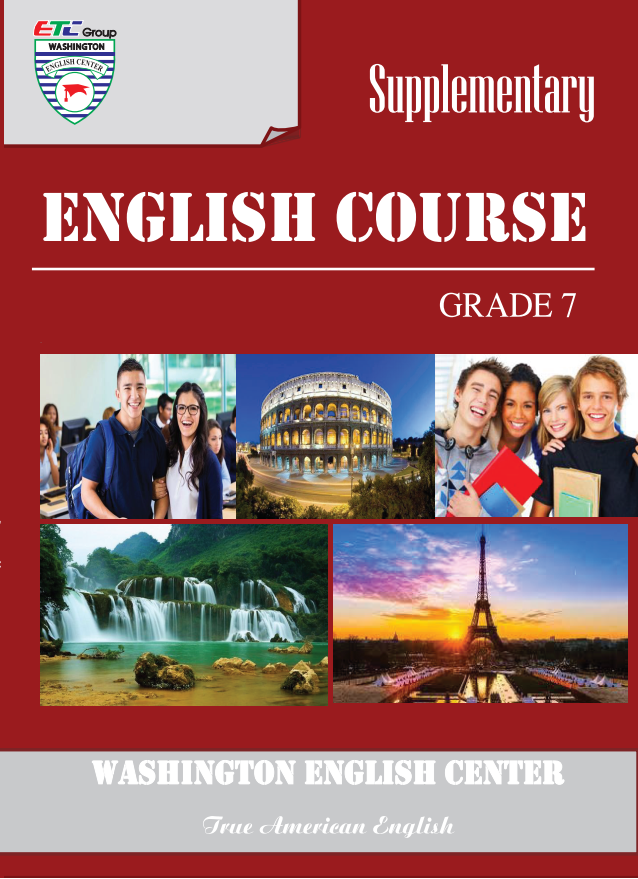 ETC Group
WASHINGTON
ENGLISH CENTER
Supplementary
ENGLISH COURSE
GRADE 7
WASHINGTON ENGLISH CENTER
True American English